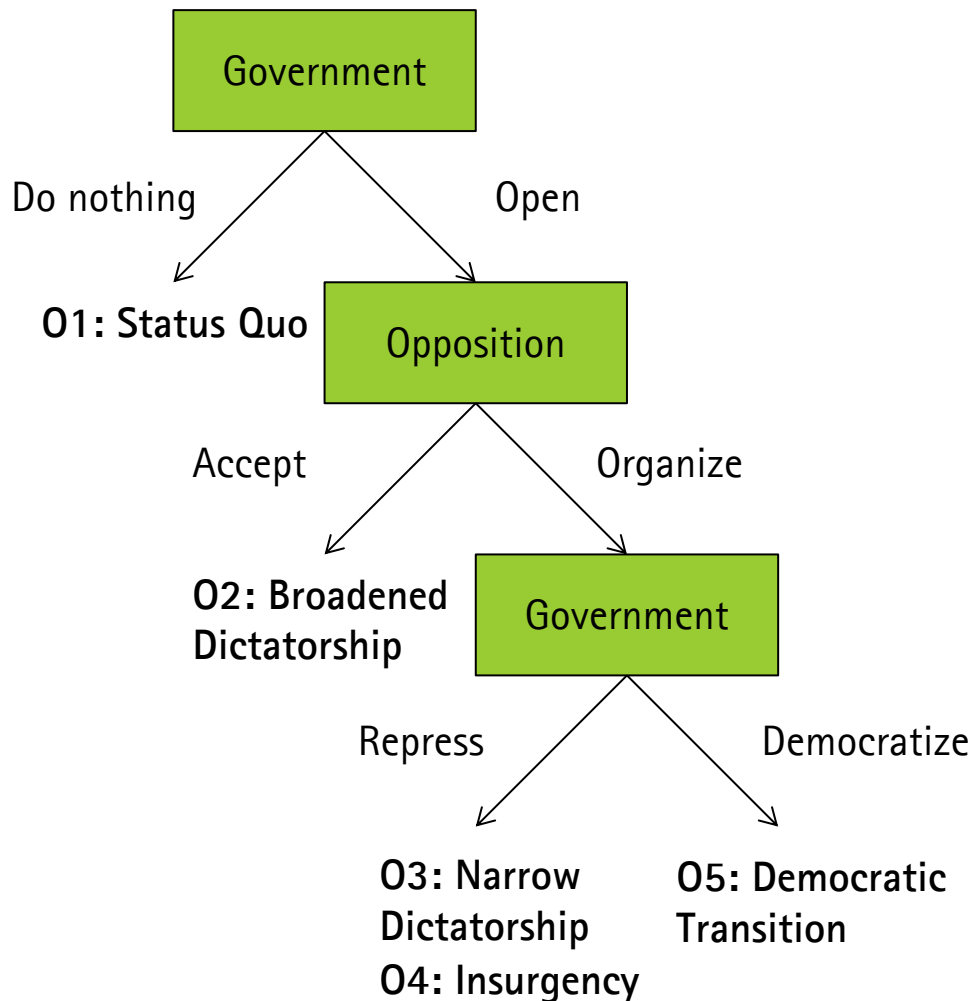 Government
Do nothing
Open
O1: Status Quo
Opposition
Accept
Organize
O2: Broadened
Dictatorship
Government
Repress
Democratize
O3: Narrow
Dictatorship
O4: Insurgency
O5: Democratic
Transition